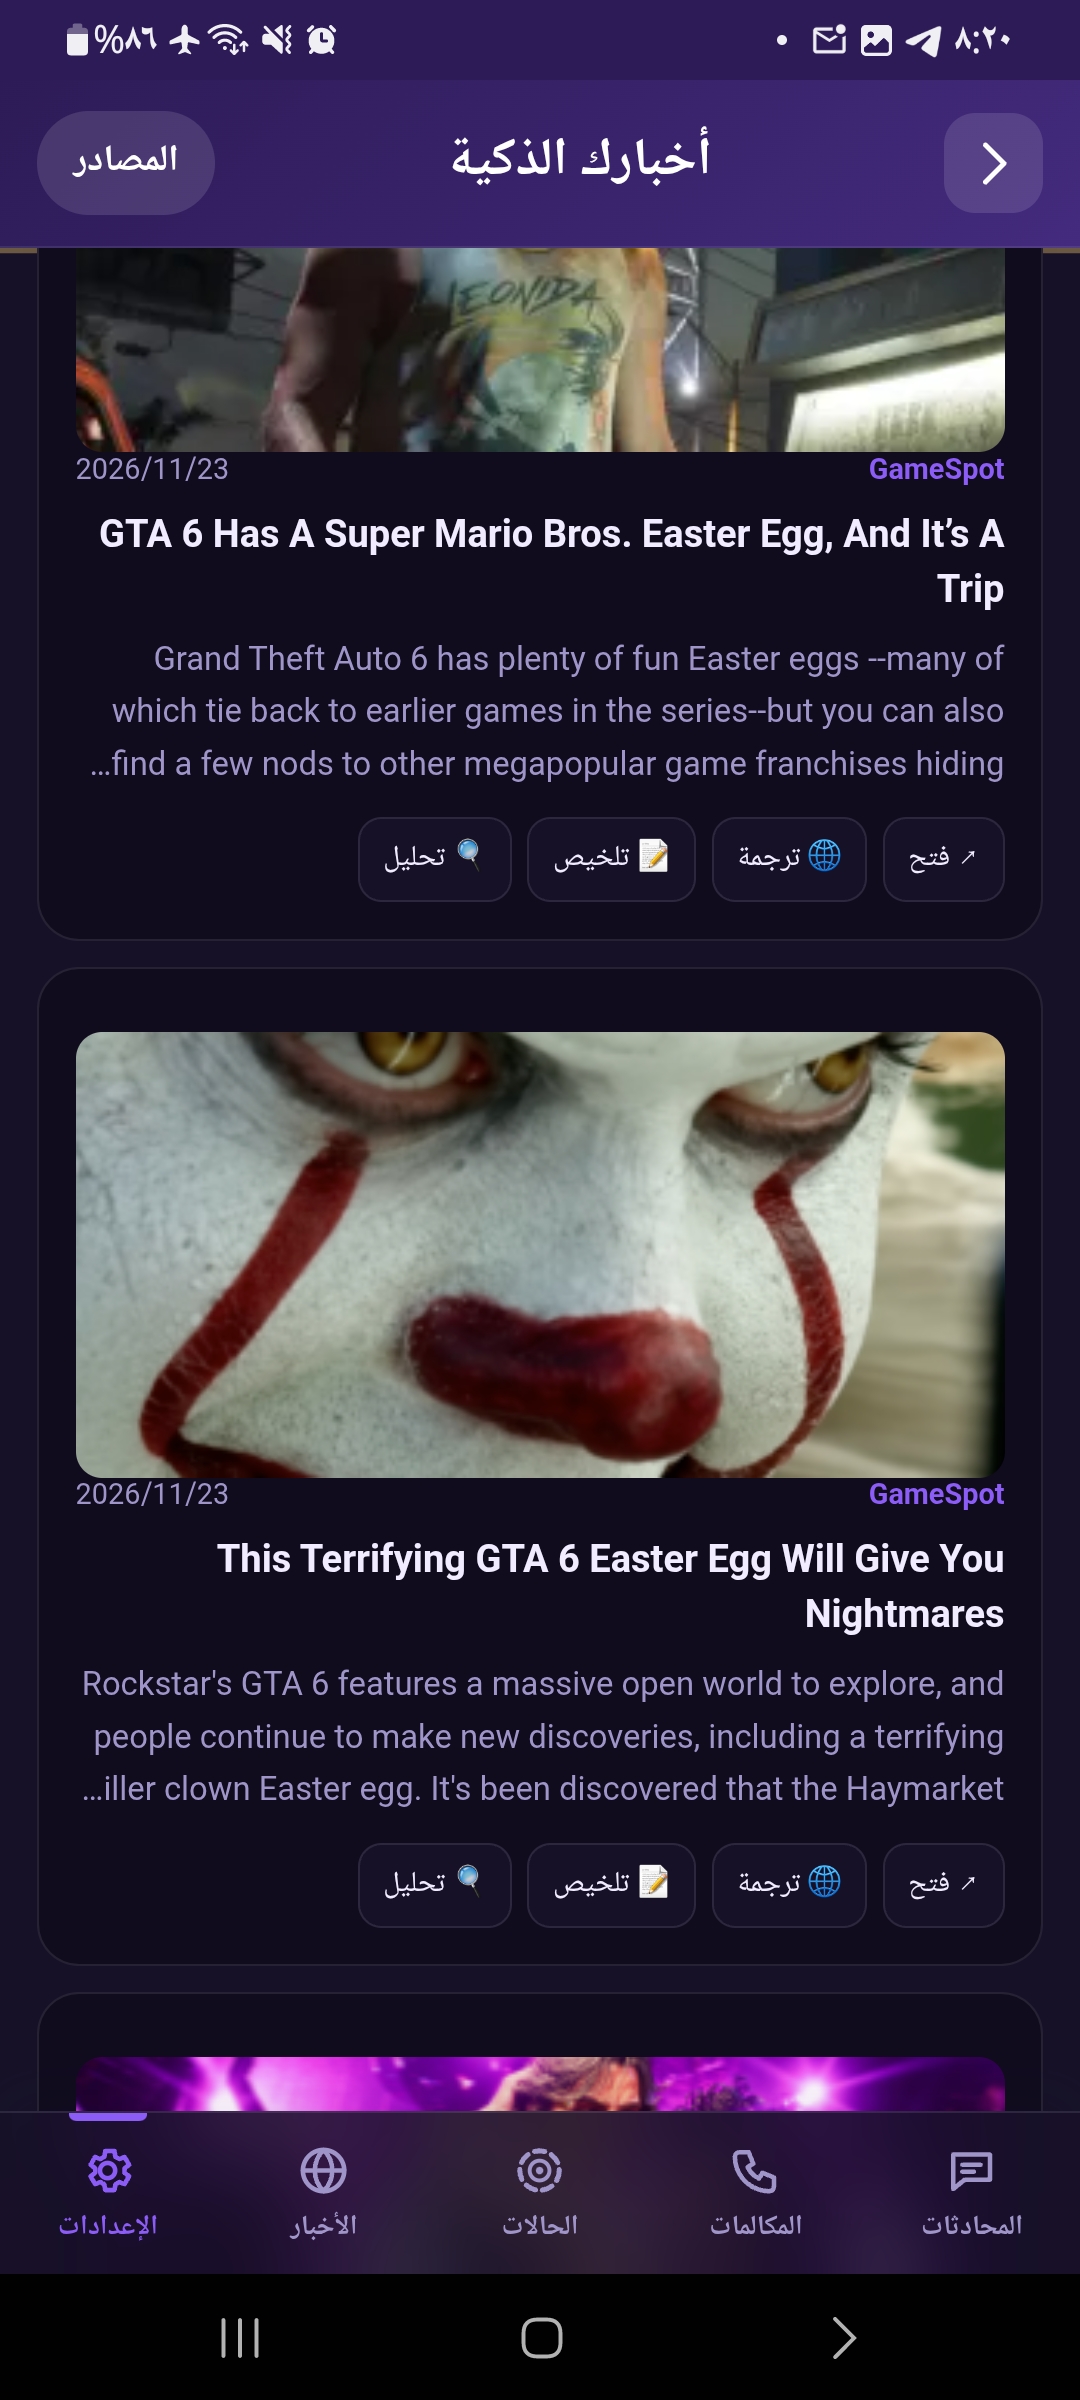 ٨:٢٠
%٨٦
أخبارك الذكية
المصادر
LEONIDA
GameSpot
2026/11/23
GTA 6 Has A Super Mario Bros. Easter Egg, And It’s A
Trip
Grand Theft Auto 6 has plenty of fun Easter eggs --many of
which tie back to earlier games in the series--but you can also
...find a few nods to other megapopular game franchises hiding
↗ فتح
ترجمة
تلخيص
تحليل
GameSpot
2026/11/23
This Terrifying GTA 6 Easter Egg Will Give You
Nightmares
Rockstar's GTA 6 features a massive open world to explore, and
people continue to make new discoveries, including a terrifying
...iller clown Easter egg. It's been discovered that the Haymarket
↗ فتح
ترجمة
تلخيص
تحليل
المحادثات
المكالمات
الحالات
الأخبار
الإعدادات